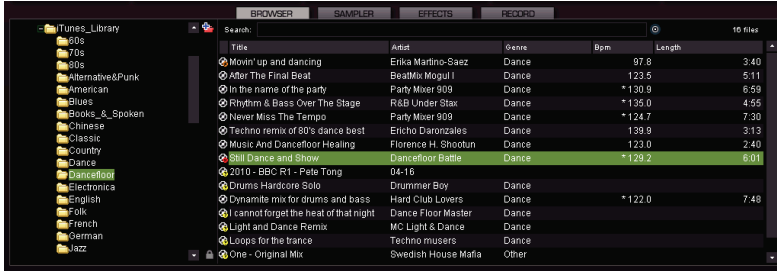 BROWSER SAMPLER EFFECTS RECORD
iTunes_Library
60s
70s
80s
Alternative&Punk
American
Blues
Books_&_Spoken
Chinese
Classic
Country
Dance
Dancefloor
Electronica
English
Folk
French
German
Jazz
Search: 16 files
Title Artist Genre Bpm Length
Movin' up and dancing Erika Martino-Saez Dance 97.8 3:40
After The Final Beat BeatMix Mogul I Dance 123.5 5:11
In the name of the party Party Mixer 909 Dance * 130.9 6:59
Rhythm & Bass Over The Stage R&B Under Stax Dance * 135.0 4:55
Never Miss The Tempo Party Mixer 909 Dance * 124.7 7:30
Techno remix of 80's dance best Ericho Daronzales Dance 139.9 3:13
Music And Dancefloor Healing Florence H. Shootun Dance 123.0 2:40
Still Dance and Show Dancefloor Battle Dance * 129.2 6:01
2010 - BBC R1 - Pete Tong 04-16 Dance
Drums Hardcore Solo Drummer Boy Dance
Dynamite mix for drums and bass Hard Club Lovers Dance * 122.0 7:48
I cannot forget the heat of that night Dance Floor Master Dance
Light and Dance Remix MC Light & Dance Dance
Loops for the trance Techno musers Dance
One - Original Mix Swedish House Mafia Other